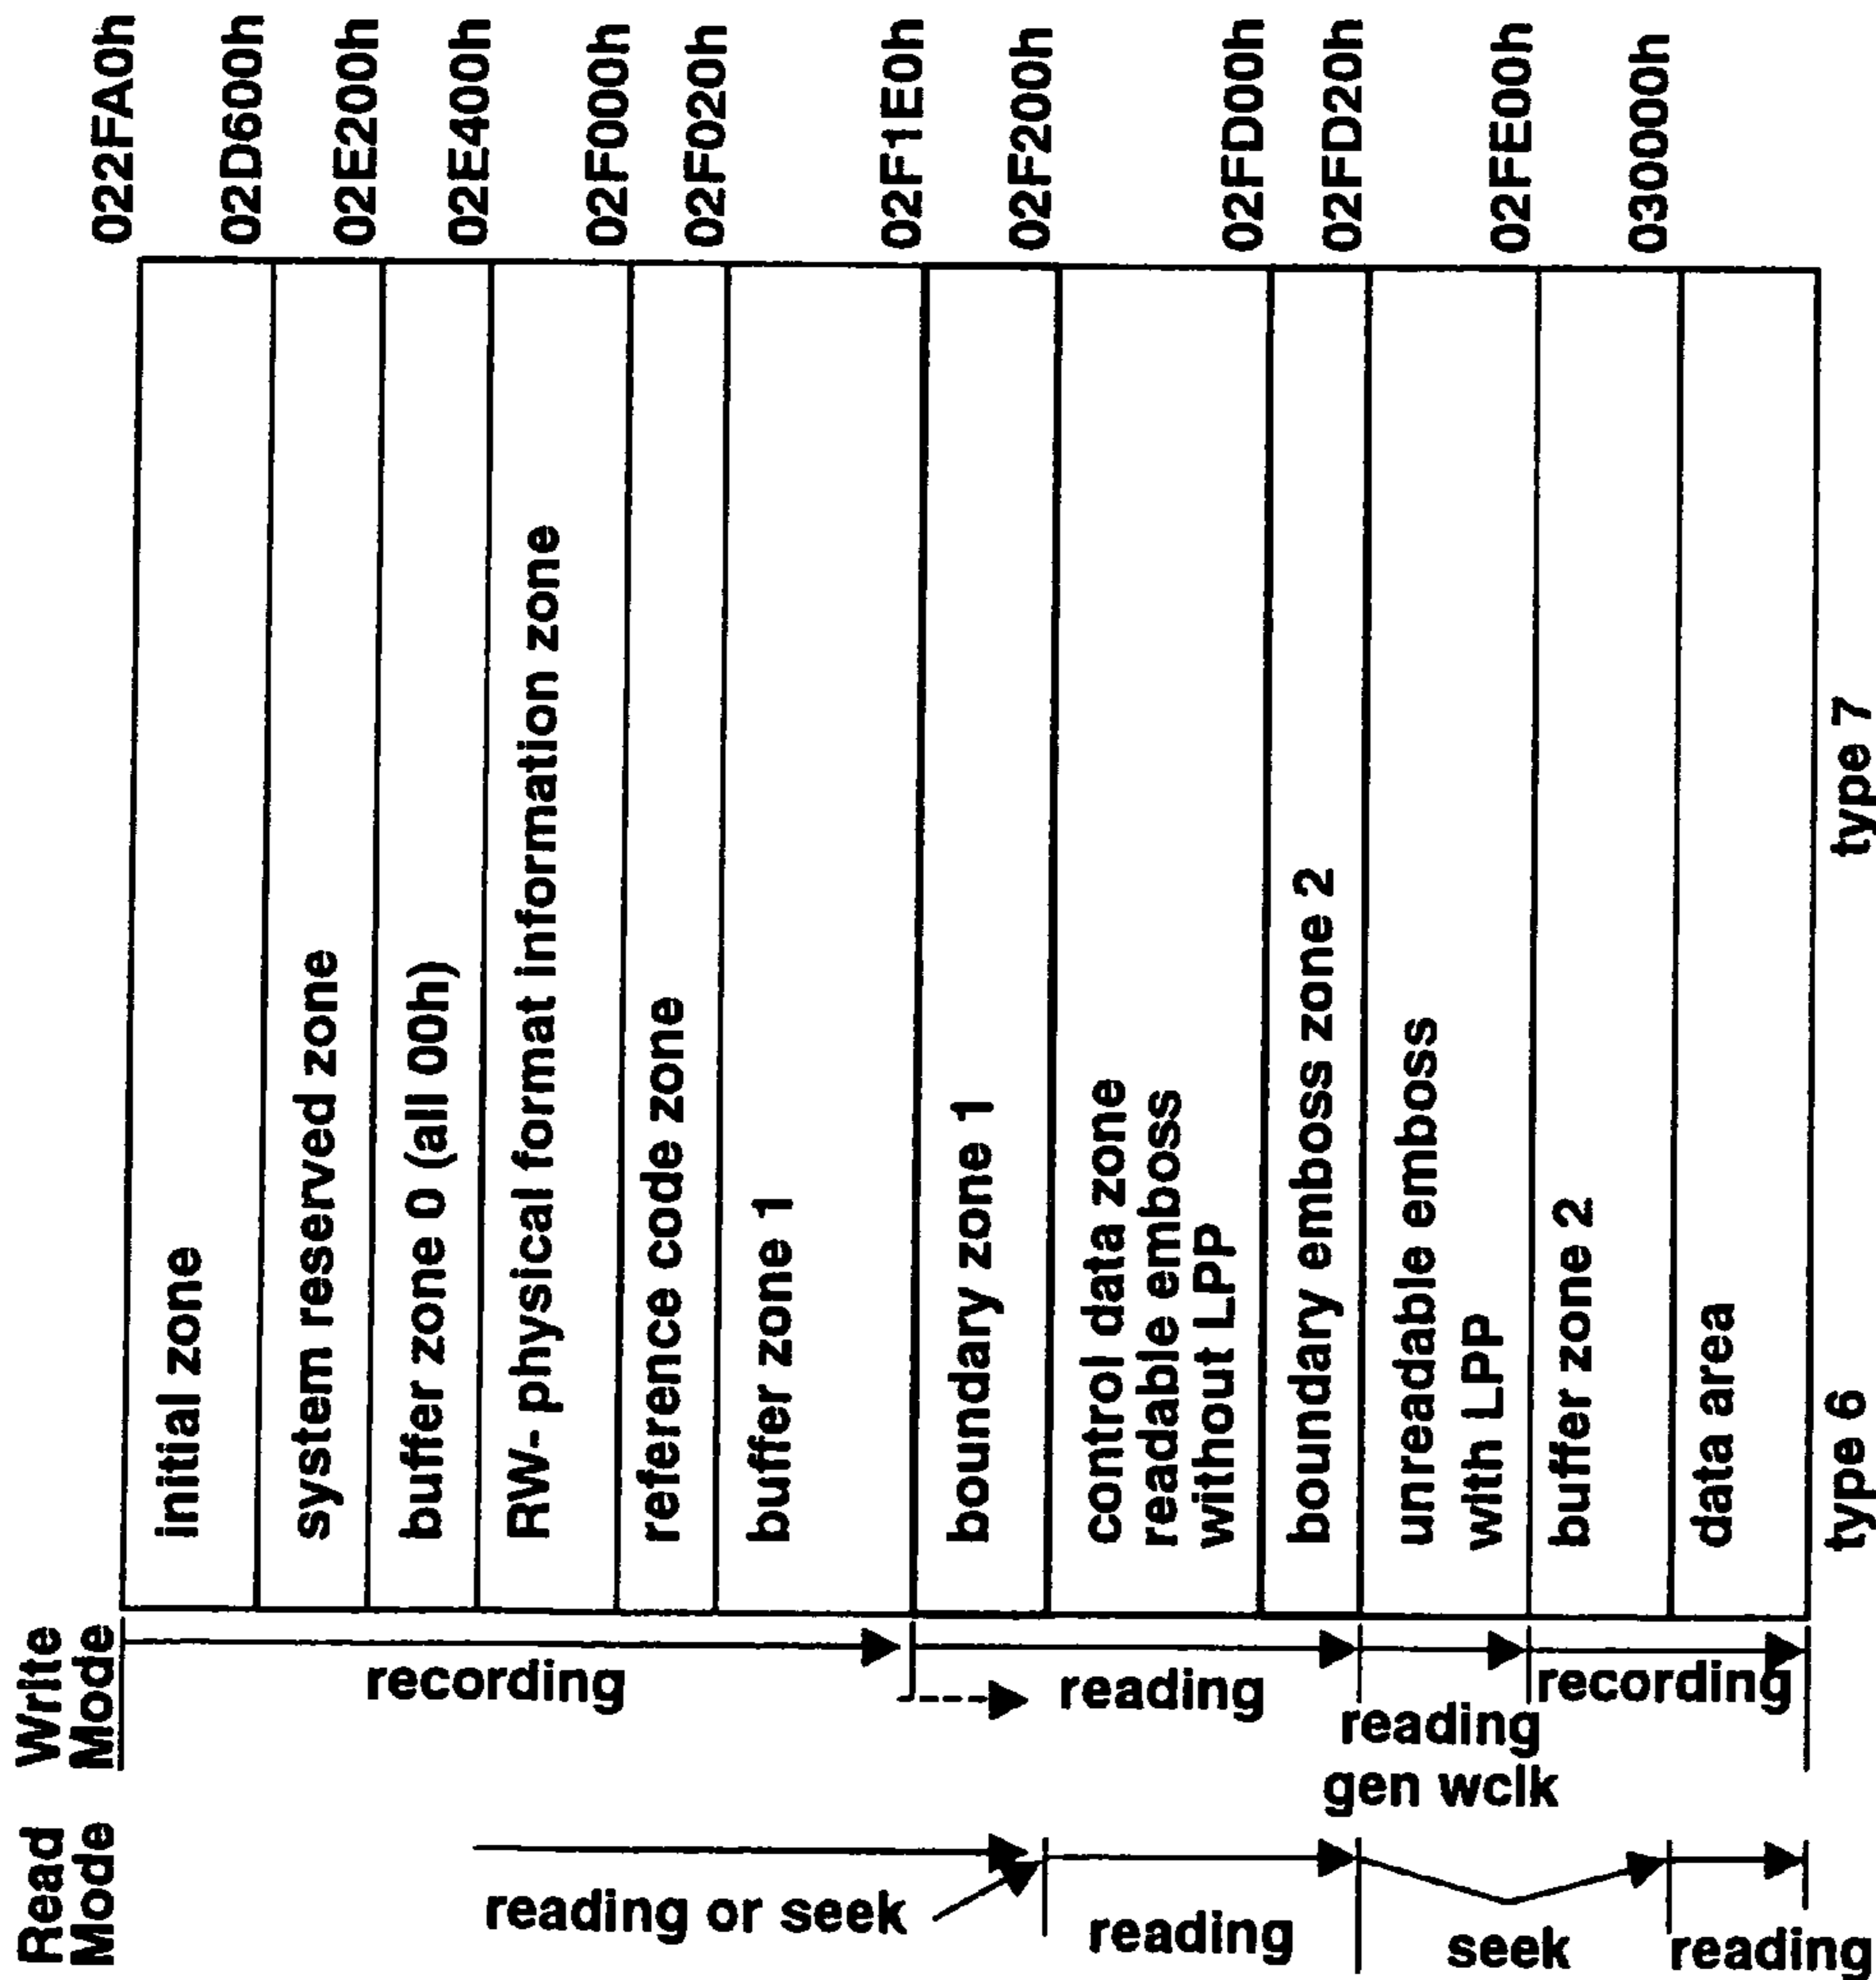 022FA0h
02D600h
02E200h
02E400h
02F000h
02F020h
02F1E0h
02F200h
02FD00h
02FD20h
02FE00h
030000h
initial zone
system reserved zone
buffer zone 0 (all 00h)
RW- physical format information zone
reference code zone
buffer zone 1
boundary zone 1
control data zone
readable emboss
without LPP
boundary emboss zone 2
unreadable emboss
with LPP
buffer zone 2
data area
type 6
type 7
Write
Mode
recording
reading
reading
gen wclk
recording
Read
Mode
reading or seek
reading
seek
reading